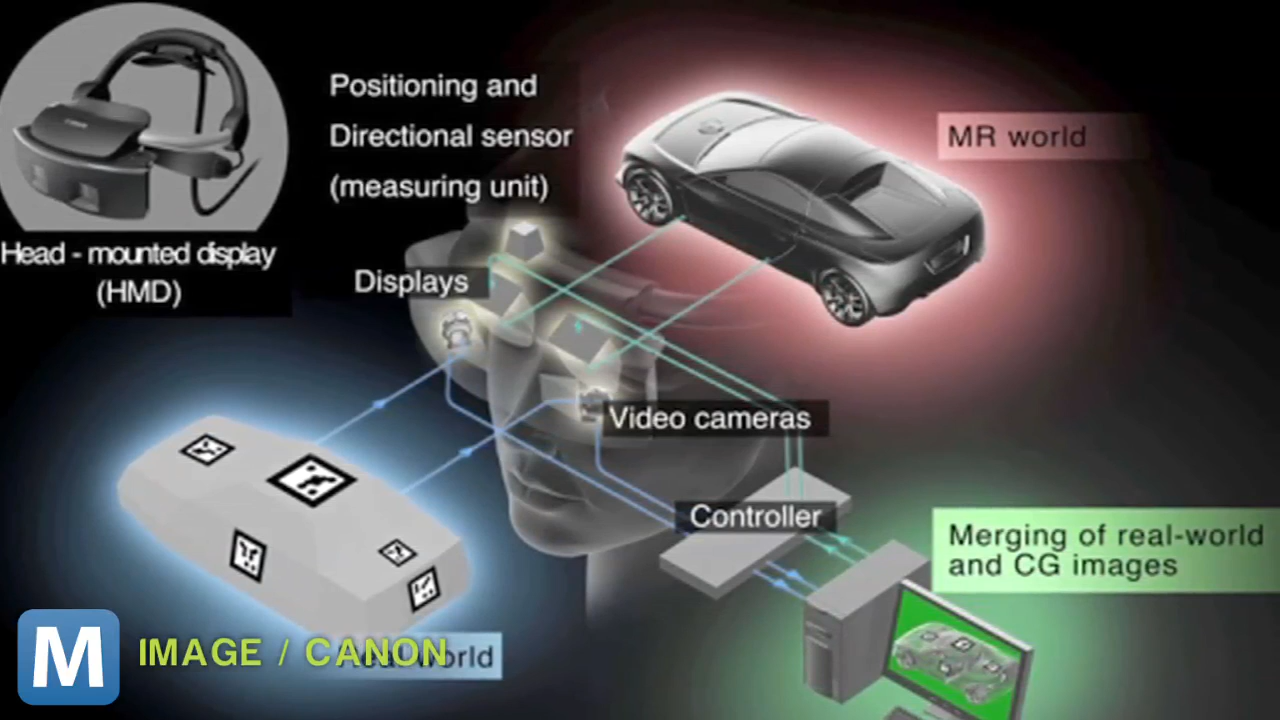 Positioning and
Directional sensor
(measuring unit)
MR world
Head - mounted display
(HMD)
Displays
Video cameras
Controller
Merging of real-world
and CG images
M IMAGE / CANON